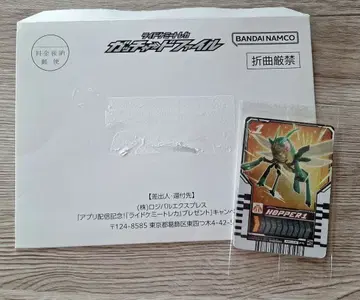 料金後納
郵便
ライドケミートレカ
ガッチャードファイル
BANDAI NAMCO
折曲厳禁
【差出人・還付先】
(株)ロジパルエクスプレス
[アプリ配信記念!「ライドケミートレカ」プレゼント]キャンペ
〒124-8585 東京都葛飾区東四つ木4-42-
1
HOPPER1